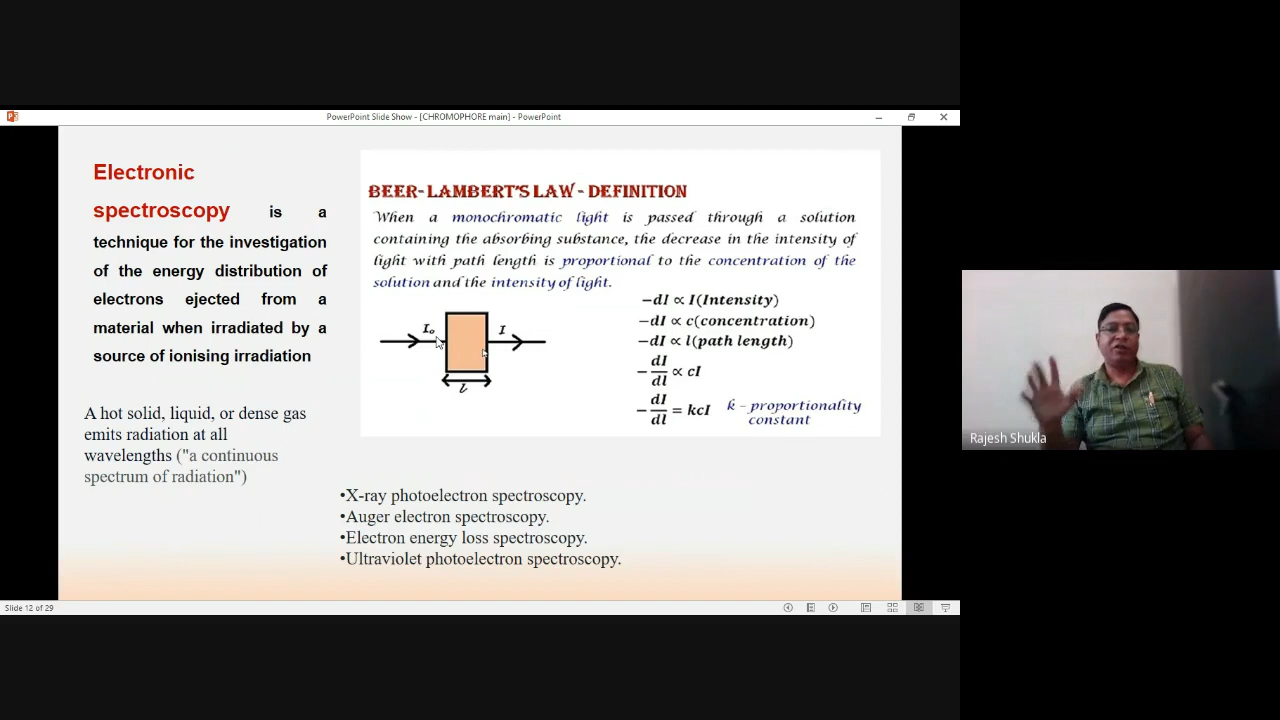 PowerPoint Slide Show - [CHROMOPHORE main] - PowerPoint
Electronic
spectroscopy is a
technique for the investigation
of the energy distribution of
electrons ejected from a
material when irradiated by a
source of ionising irradiation
A hot solid, liquid, or dense gas
emits radiation at all
wavelengths ("a continuous
spectrum of radiation")
BEER-LAMBERT'S LAW - DEFINITION
When a monochromatic light is passed through a solution
containing the absorbing substance, the decrease in the intensity of
light with path length is proportional to the concentration of the
solution and the intensity of light.
−dI ∝ I(Intensity)
−dI ∝ c(concentration)
−dI ∝ l(path length)
−dI/dl ∝ cI
−dI/dl = kcI
k - proportionality
constant
I₀
I
l
•X-ray photoelectron spectroscopy.
•Auger electron spectroscopy.
•Electron energy loss spectroscopy.
•Ultraviolet photoelectron spectroscopy.
Slide 12 of 29
Rajesh Shukla